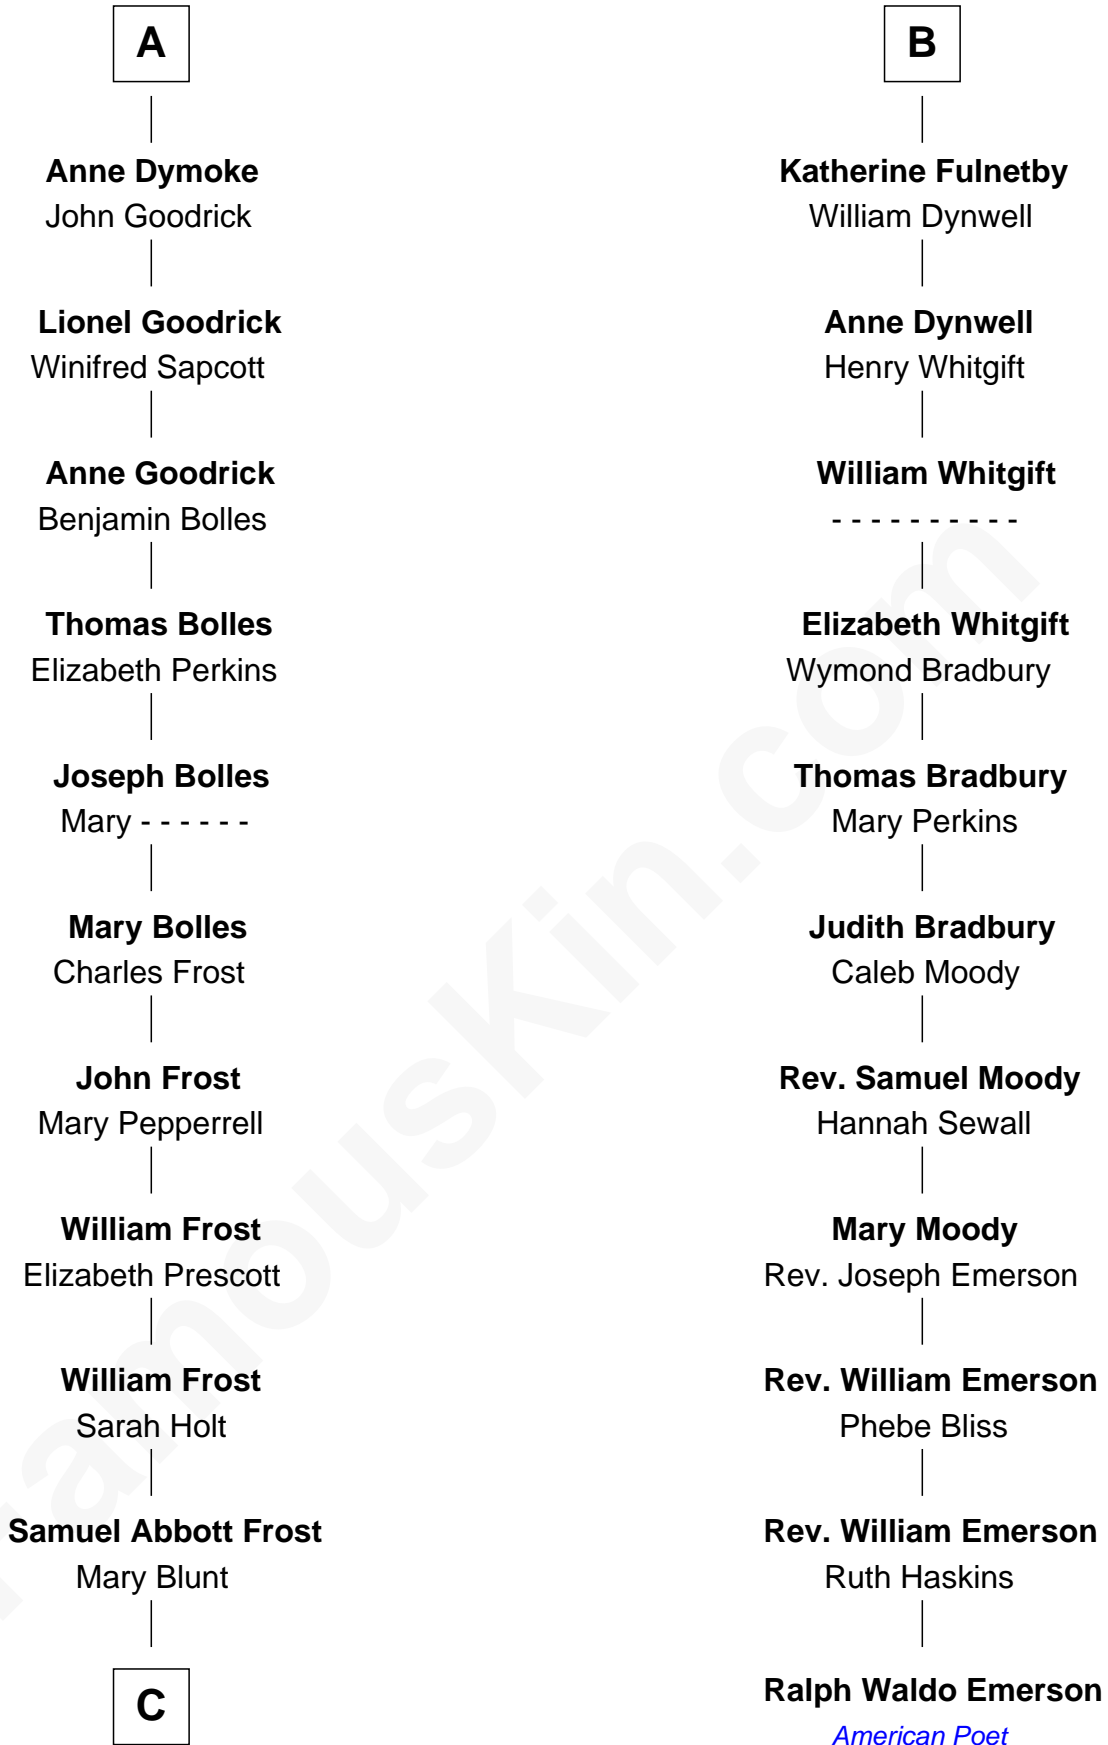 A
Anne Dymoke
John Goodrick
Lionel Goodrick
Winifred Sapcott
Anne Goodrick
Benjamin Bolles
Thomas Bolles
Elizabeth Perkins
Joseph Bolles
Mary - - - - - -
Mary Bolles
Charles Frost
John Frost
Mary Pepperrell
William Frost
Elizabeth Prescott
William Frost
Sarah Holt
Samuel Abbott Frost
Mary Blunt
C
B
Katherine Fulnetby
William Dynwell
Anne Dynwell
Henry Whitgift
William Whitgift
- - - - - - - - - -
Elizabeth Whitgift
Wymond Bradbury
Thomas Bradbury
Mary Perkins
Judith Bradbury
Caleb Moody
Rev. Samuel Moody
Hannah Sewall
Mary Moody
Rev. Joseph Emerson
Rev. William Emerson
Phebe Bliss
Rev. William Emerson
Ruth Haskins
Ralph Waldo Emerson
American Poet
FamousKin.com